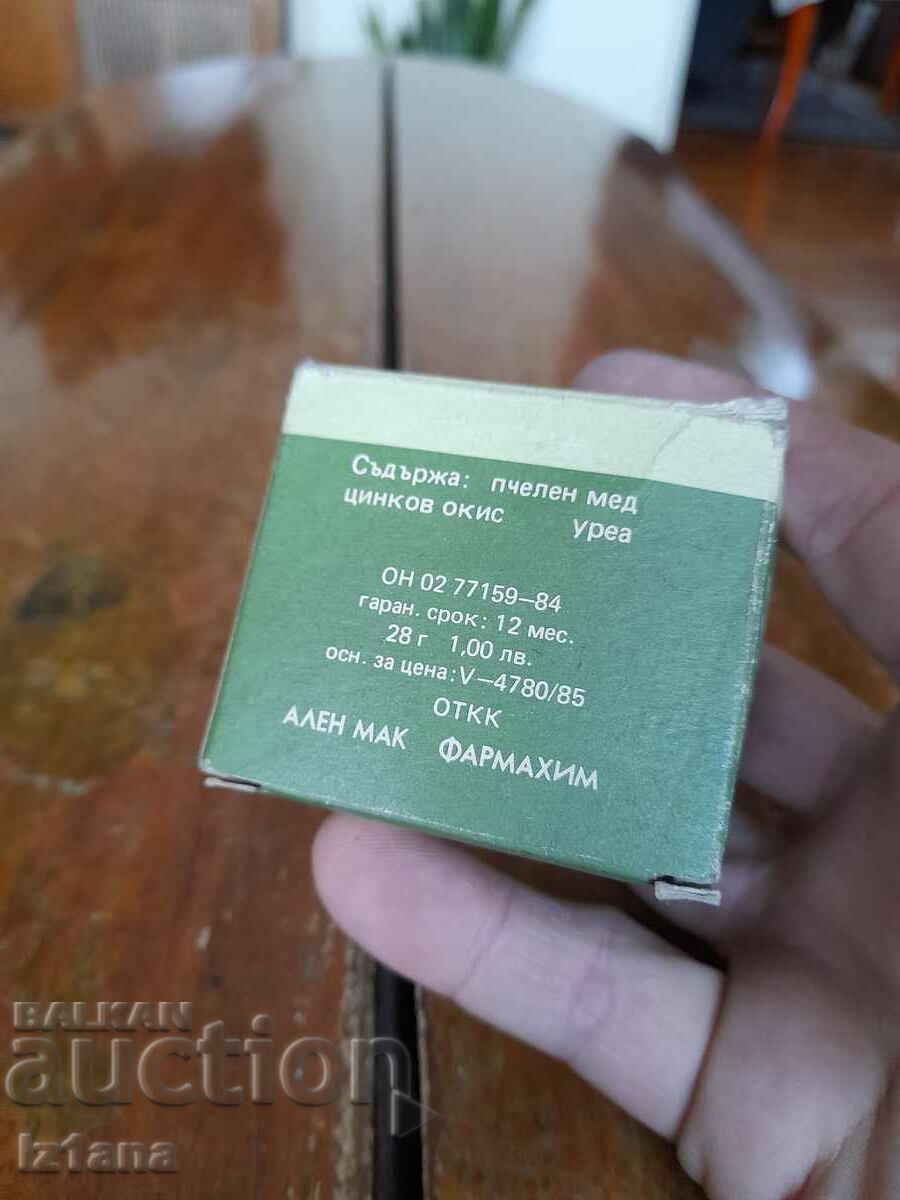 Съдържа: пчелен мед
цинков окис уреа
ОН 02 77159–84
гаран. срок: 12 мес.
28 г 1,00 лв.
осн. за цена: V–4780/85
ОТКК
АЛЕН МАК ФАРМАХИМ
BALKAN
auction
Iz1ana